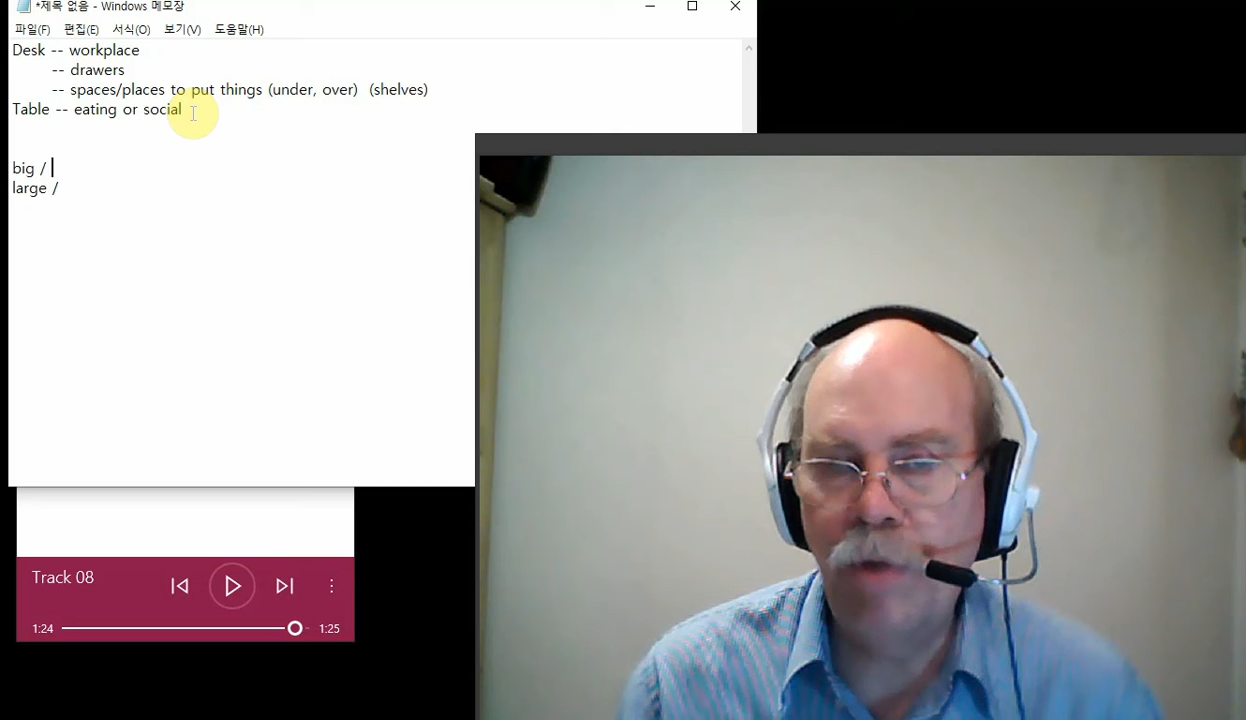 *제목 없음 - Windows 메모장
파일(F) 편집(E) 서식(O) 보기(V) 도움말(H)
Desk -- workplace
-- drawers
-- spaces/places to put things (under, over) (shelves)
Table -- eating or social
big /
large /
Track 08
1:24 1:25